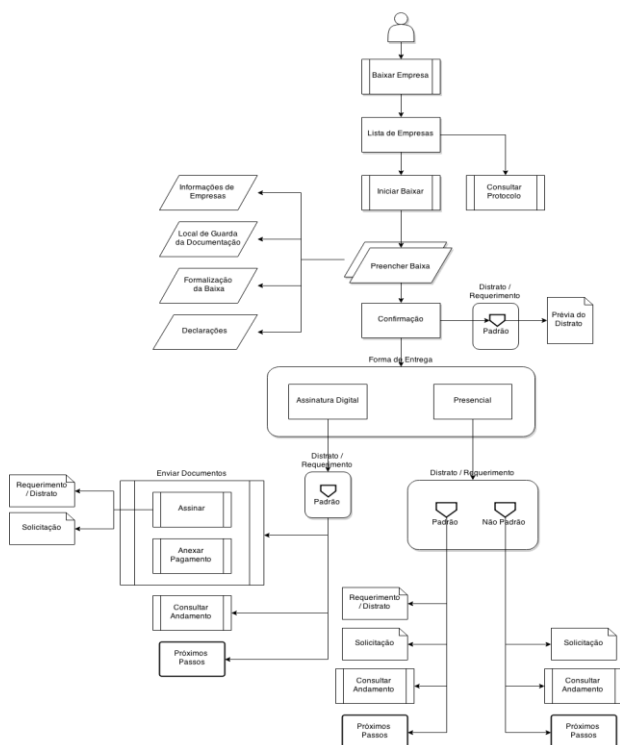 Baixar Empresa
Lista de Empresas
Iniciar Baixar
Consultar
Protocolo
Informações de
Empresas
Local de Guarda
da Documentação
Formalização
da Baixa
Declarações
Preencher Baixa
Confirmação
Distrato /
Requerimento
Padrão
Prévia do
Distrato
Forma de Entrega
Assinatura Digital
Presencial
Distrato /
Requerimento
Padrão
Enviar Documentos
Assinar
Anexar
Pagamento
Requerimento
/ Distrato
Solicitação
Consultar
Andamento
Próximos
Passos
Distrato / Requerimento
Padrão
Não Padrão
Requerimento
/ Distrato
Solicitação
Consultar
Andamento
Próximos
Passos
Solicitação
Consultar
Andamento
Próximos
Passos